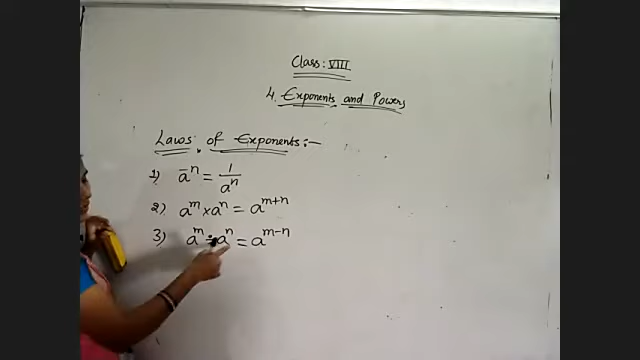 Class: VIII
4. Exponents and Powers
Laws of Exponents:-
1) a⁻ⁿ = 1/aⁿ
2) aᵐ × aⁿ = aᵐ⁺ⁿ
3) aᵐ ÷ aⁿ = aᵐ⁻ⁿ